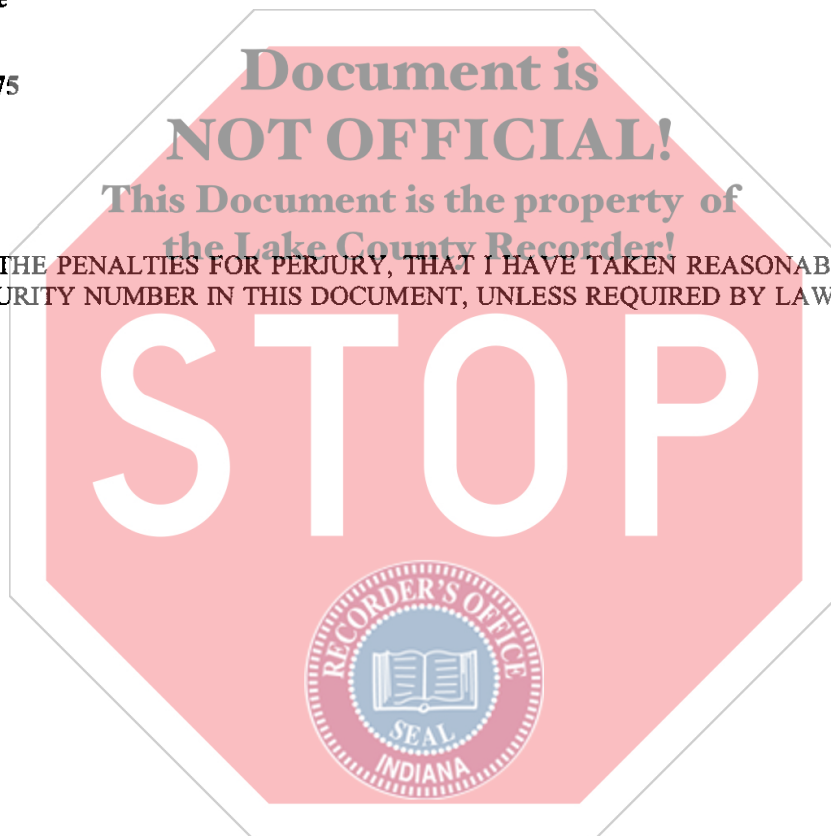 e
75
Document is
NOT OFFICIAL!
This Document is the property of
the Lake County Recorder!
THE PENALTIES FOR PERJURY, THAT I HAVE TAKEN REASONAB
URITY NUMBER IN THIS DOCUMENT, UNLESS REQUIRED BY LAW
STOP
RECORDER'S OFFICE
SEAL
INDIANA